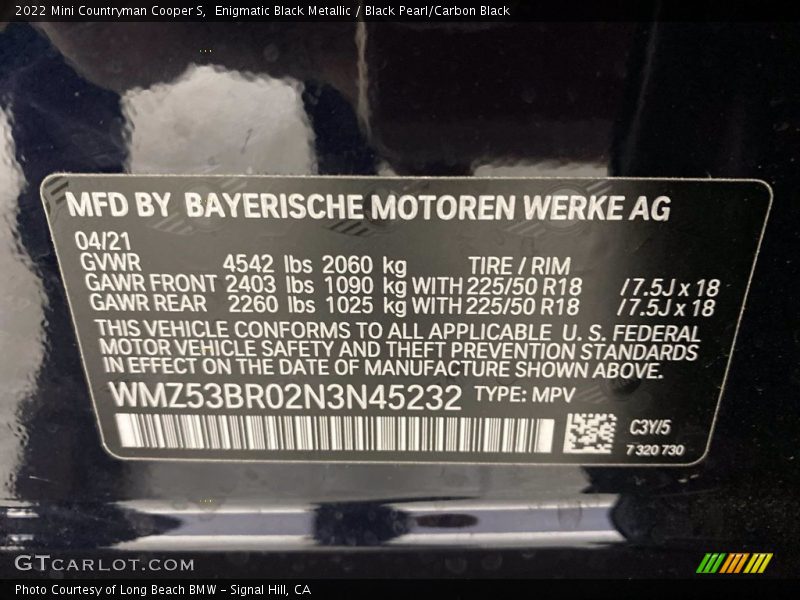 2022 Mini Countryman Cooper S, Enigmatic Black Metallic / Black Pearl/Carbon Black
MFD BY BAYERISCHE MOTOREN WERKE AG
04/21
GVWR 4542 lbs 2060 kg TIRE / RIM
GAWR FRONT 2403 lbs 1090 kg WITH 225/50 R18 /7.5J x 18
GAWR REAR 2260 lbs 1025 kg WITH 225/50 R18 /7.5J x 18
THIS VEHICLE CONFORMS TO ALL APPLICABLE U. S. FEDERAL
MOTOR VEHICLE SAFETY AND THEFT PREVENTION STANDARDS
IN EFFECT ON THE DATE OF MANUFACTURE SHOWN ABOVE.
WMZ53BR02N3N45232 TYPE: MPV
C3Y/5
7 320 730
GTCARLOT.COM
Photo Courtesy of Long Beach BMW - Signal Hill, CA